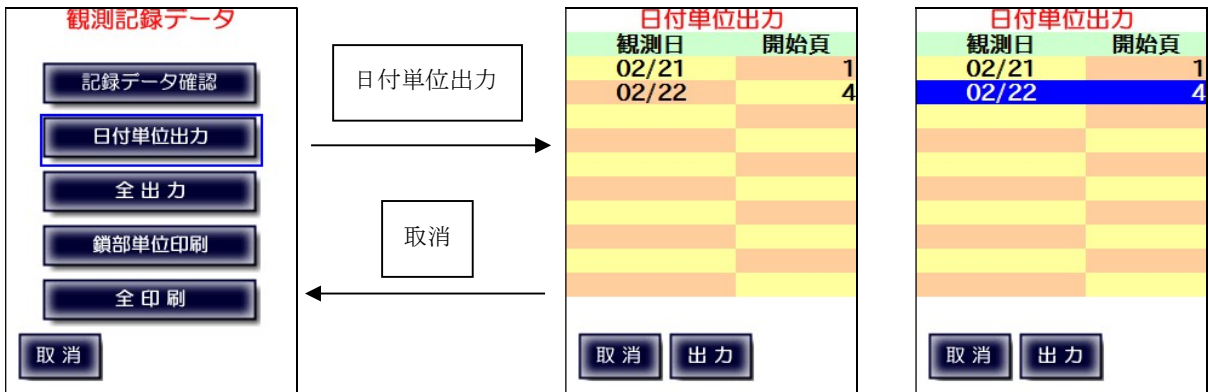 観測記録データ
記録データ確認
日付単位出力
全出力
鎖部単位印刷
全印刷
取消
日付単位出力
取消
日付単位出力
観測日 開始頁
02/21 1
02/22 4
取消 出力
日付単位出力
観測日 開始頁
02/21 1
02/22 4
取消 出力